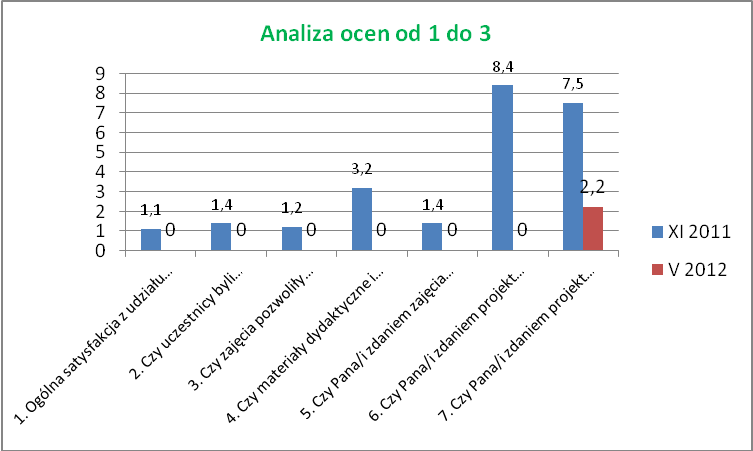 Analiza ocen od 1 do 3
9
8
7
6
5
4
3
2
1
0
1,1
0
1,4
0
1,2
0
3,2
0
1,4
0
8,4
0
7,5
2,2
XI 2011
V 2012
1. Ogólna satysfakcja z udziału...
2. Czy uczestnicy byli...
3. Czy zajęcia pozwoliły...
4. Czy materiały dydaktyczne i...
5. Czy Pana/i zdaniem zajęcia...
6. Czy Pana/i zdaniem projekt...
7. Czy Pana/i zdaniem projekt...